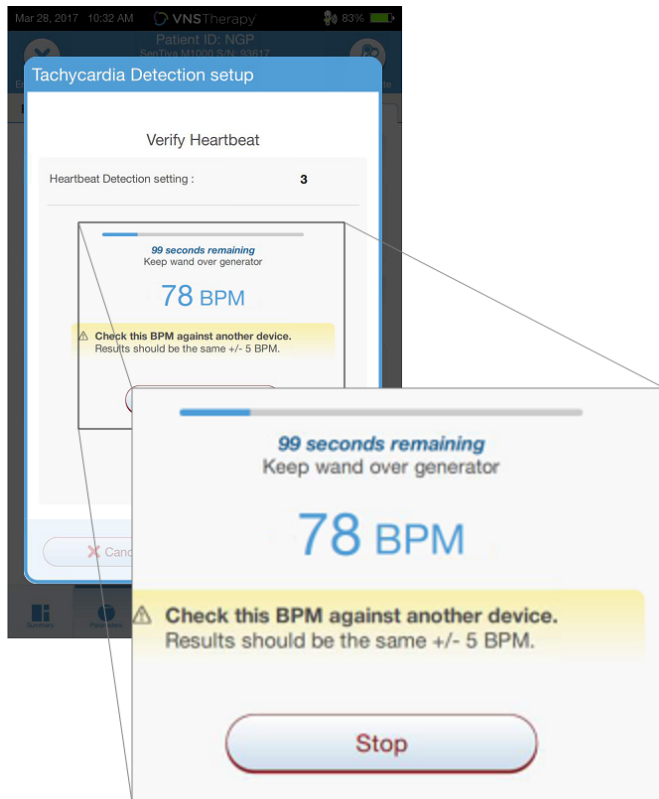 Mar 28, 2017 10:32 AM VNSTherapy 83%
Patient ID: NGP
SenTiva M1000 S/N: 93617
Tachycardia Detection setup
Verify Heartbeat
Heartbeat Detection setting : 3
99 seconds remaining
Keep wand over generator
78 BPM
Check this BPM against another device.
Results should be the same +/- 5 BPM.
99 seconds remaining
Keep wand over generator
78 BPM
Check this BPM against another device.
Results should be the same +/- 5 BPM.
Stop
Summary Parameters